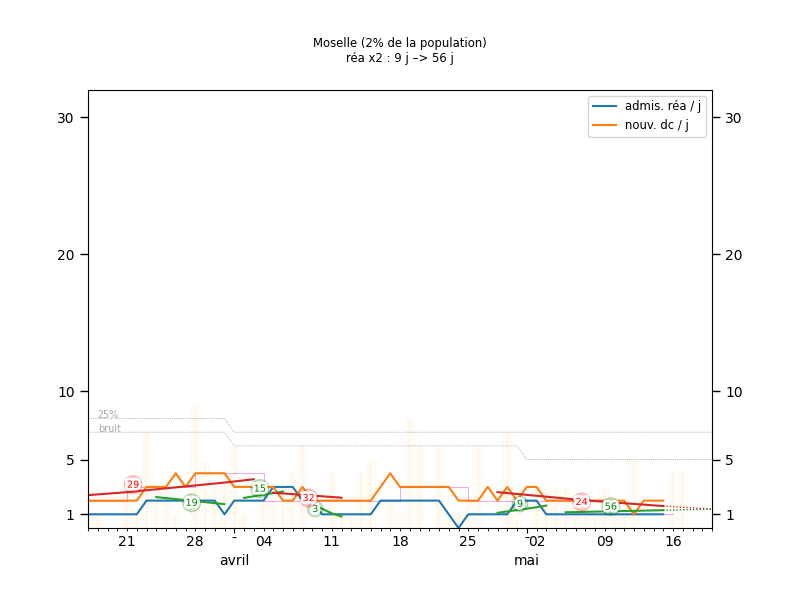 Moselle (2% de la population)
réa x2 : 9 j –> 56 j
admis. réa / j
nouv. dc / j
30 30
20 20
10 10
5 5
1 1
25%
bruit
29 19 15 32 3 9 24 56
21 28 - 04 11 18 25 - 02 09 16
avril mai